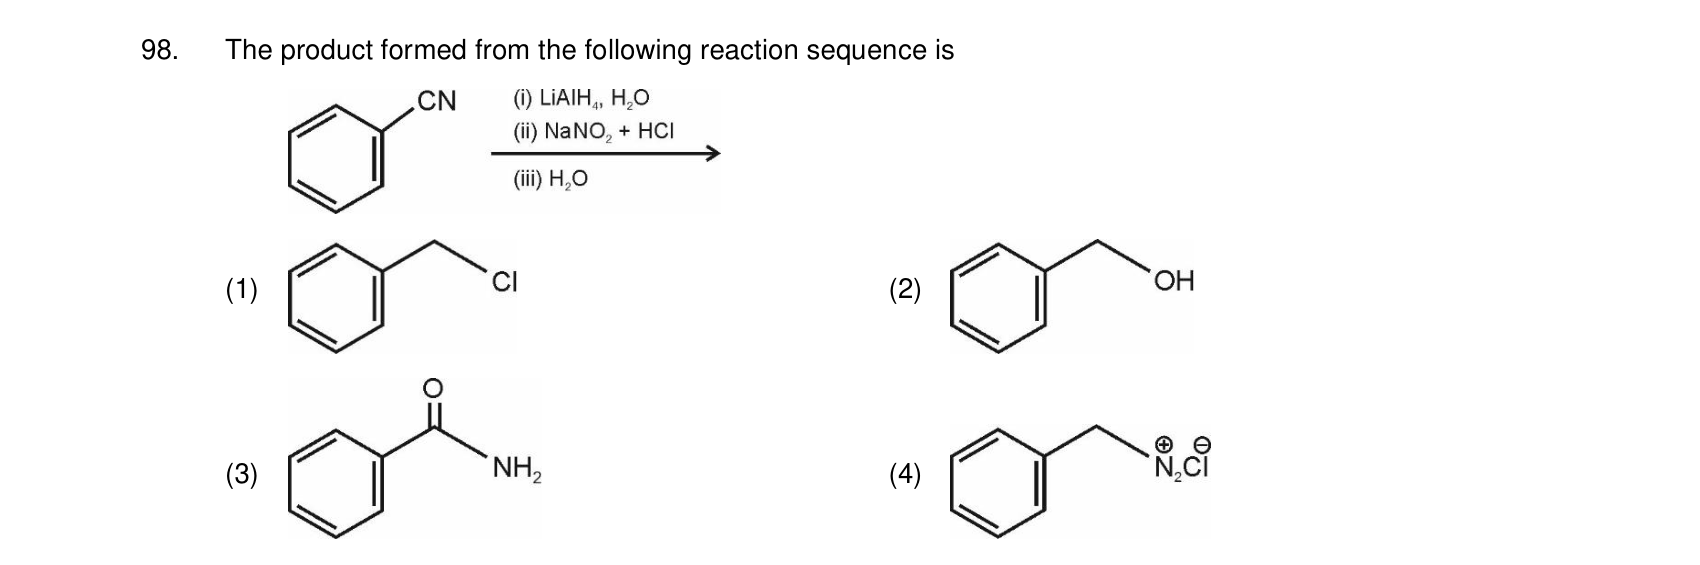 98. The product formed from the following reaction sequence is
CN
(i) LiAlH₄, H₂O
(ii) NaNO₂ + HCl
(iii) H₂O
(1) Cl
(2) OH
O
(3) NH₂
(4) N₂Cl
⊕ ⊖